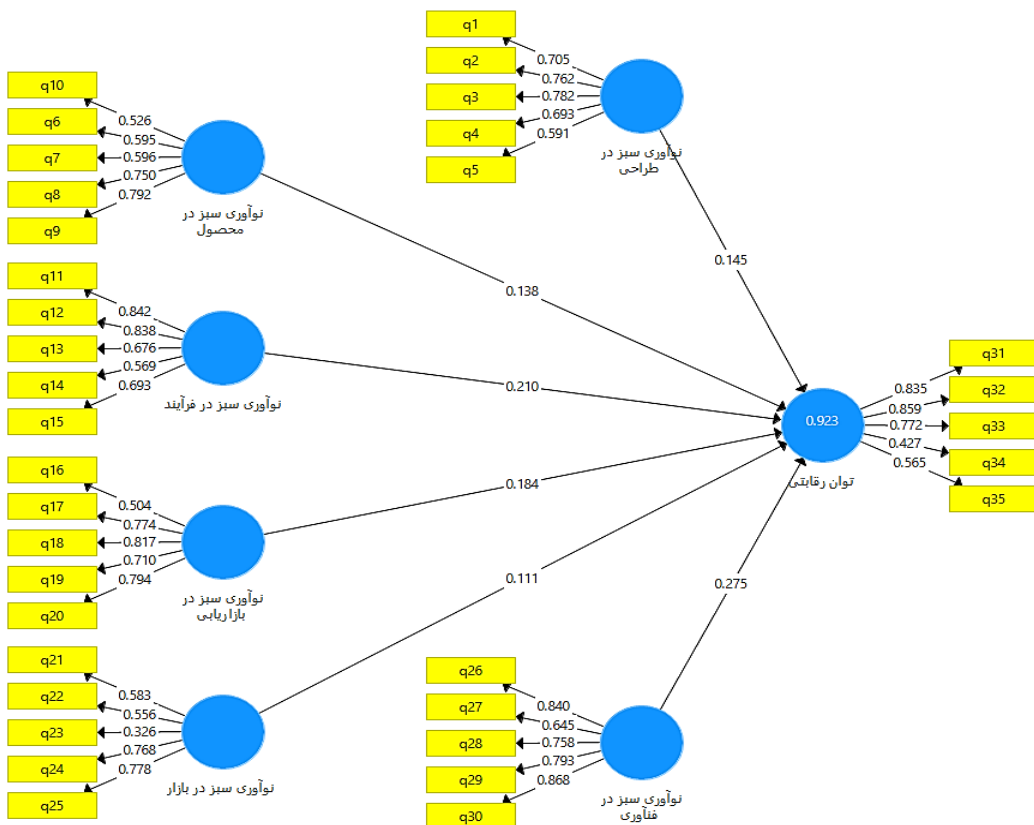 q1
q2
q3
q4
q5
0.705
0.762
0.782
0.693
0.591
نوآوری سبز در
طراحی
0.145
q10
q6
q7
q8
q9
0.526
0.595
0.596
0.750
0.792
نوآوری سبز در
محصول
0.138
q11
q12
q13
q14
q15
0.842
0.838
0.676
0.569
0.693
نوآوری سبز در فرآیند
0.210
q16
q17
q18
q19
q20
0.504
0.774
0.817
0.710
0.794
نوآوری سبز در
بازاریابی
0.184
q21
q22
q23
q24
q25
0.583
0.556
0.326
0.768
0.778
نوآوری سبز در بازار
0.111
q26
q27
q28
q29
q30
0.840
0.645
0.758
0.793
0.868
نوآوری سبز در
فنآوری
0.275
0.923
توان رقابتی
0.835
0.859
0.772
0.427
0.565
q31
q32
q33
q34
q35